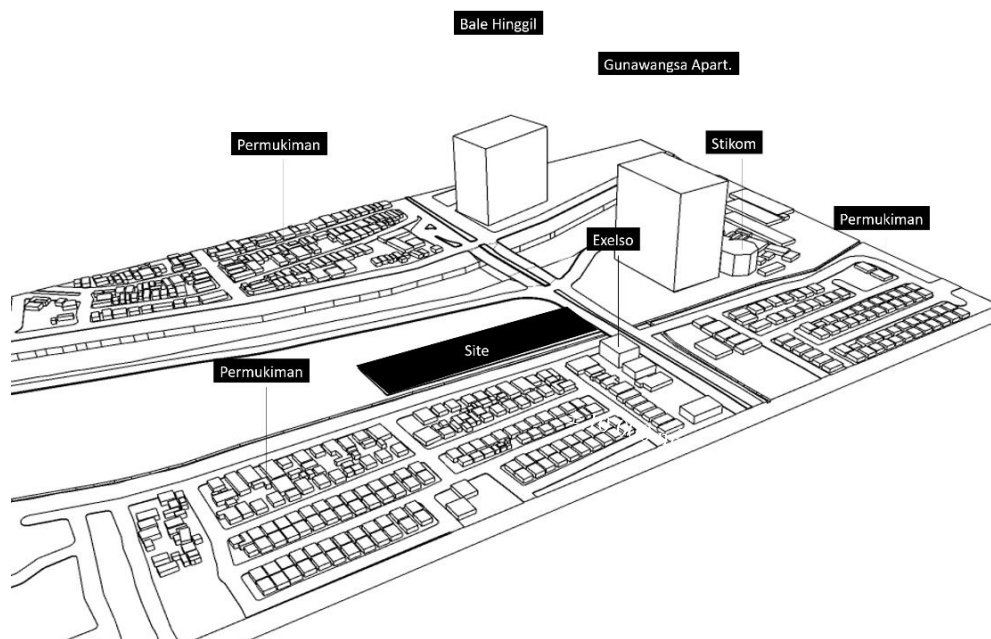 Bale Hinggil
Gunawangsa Apart.
Permukiman
Stikom
Permukiman
Exelso
Site
Permukiman